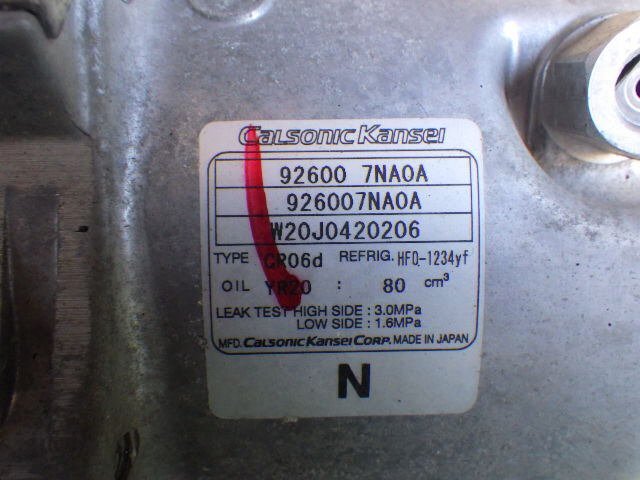 CALSONIC KANSEI
92600 7NA0A
926007NA0A
W20J0420206
TYPE CR06d REFRIG. HFO-1234yf
OIL YR20 : 80 cm³
LEAK TEST HIGH SIDE : 3.0MPa
LOW SIDE : 1.6MPa
MFD. CALSONIC KANSEI CORP. MADE IN JAPAN
N